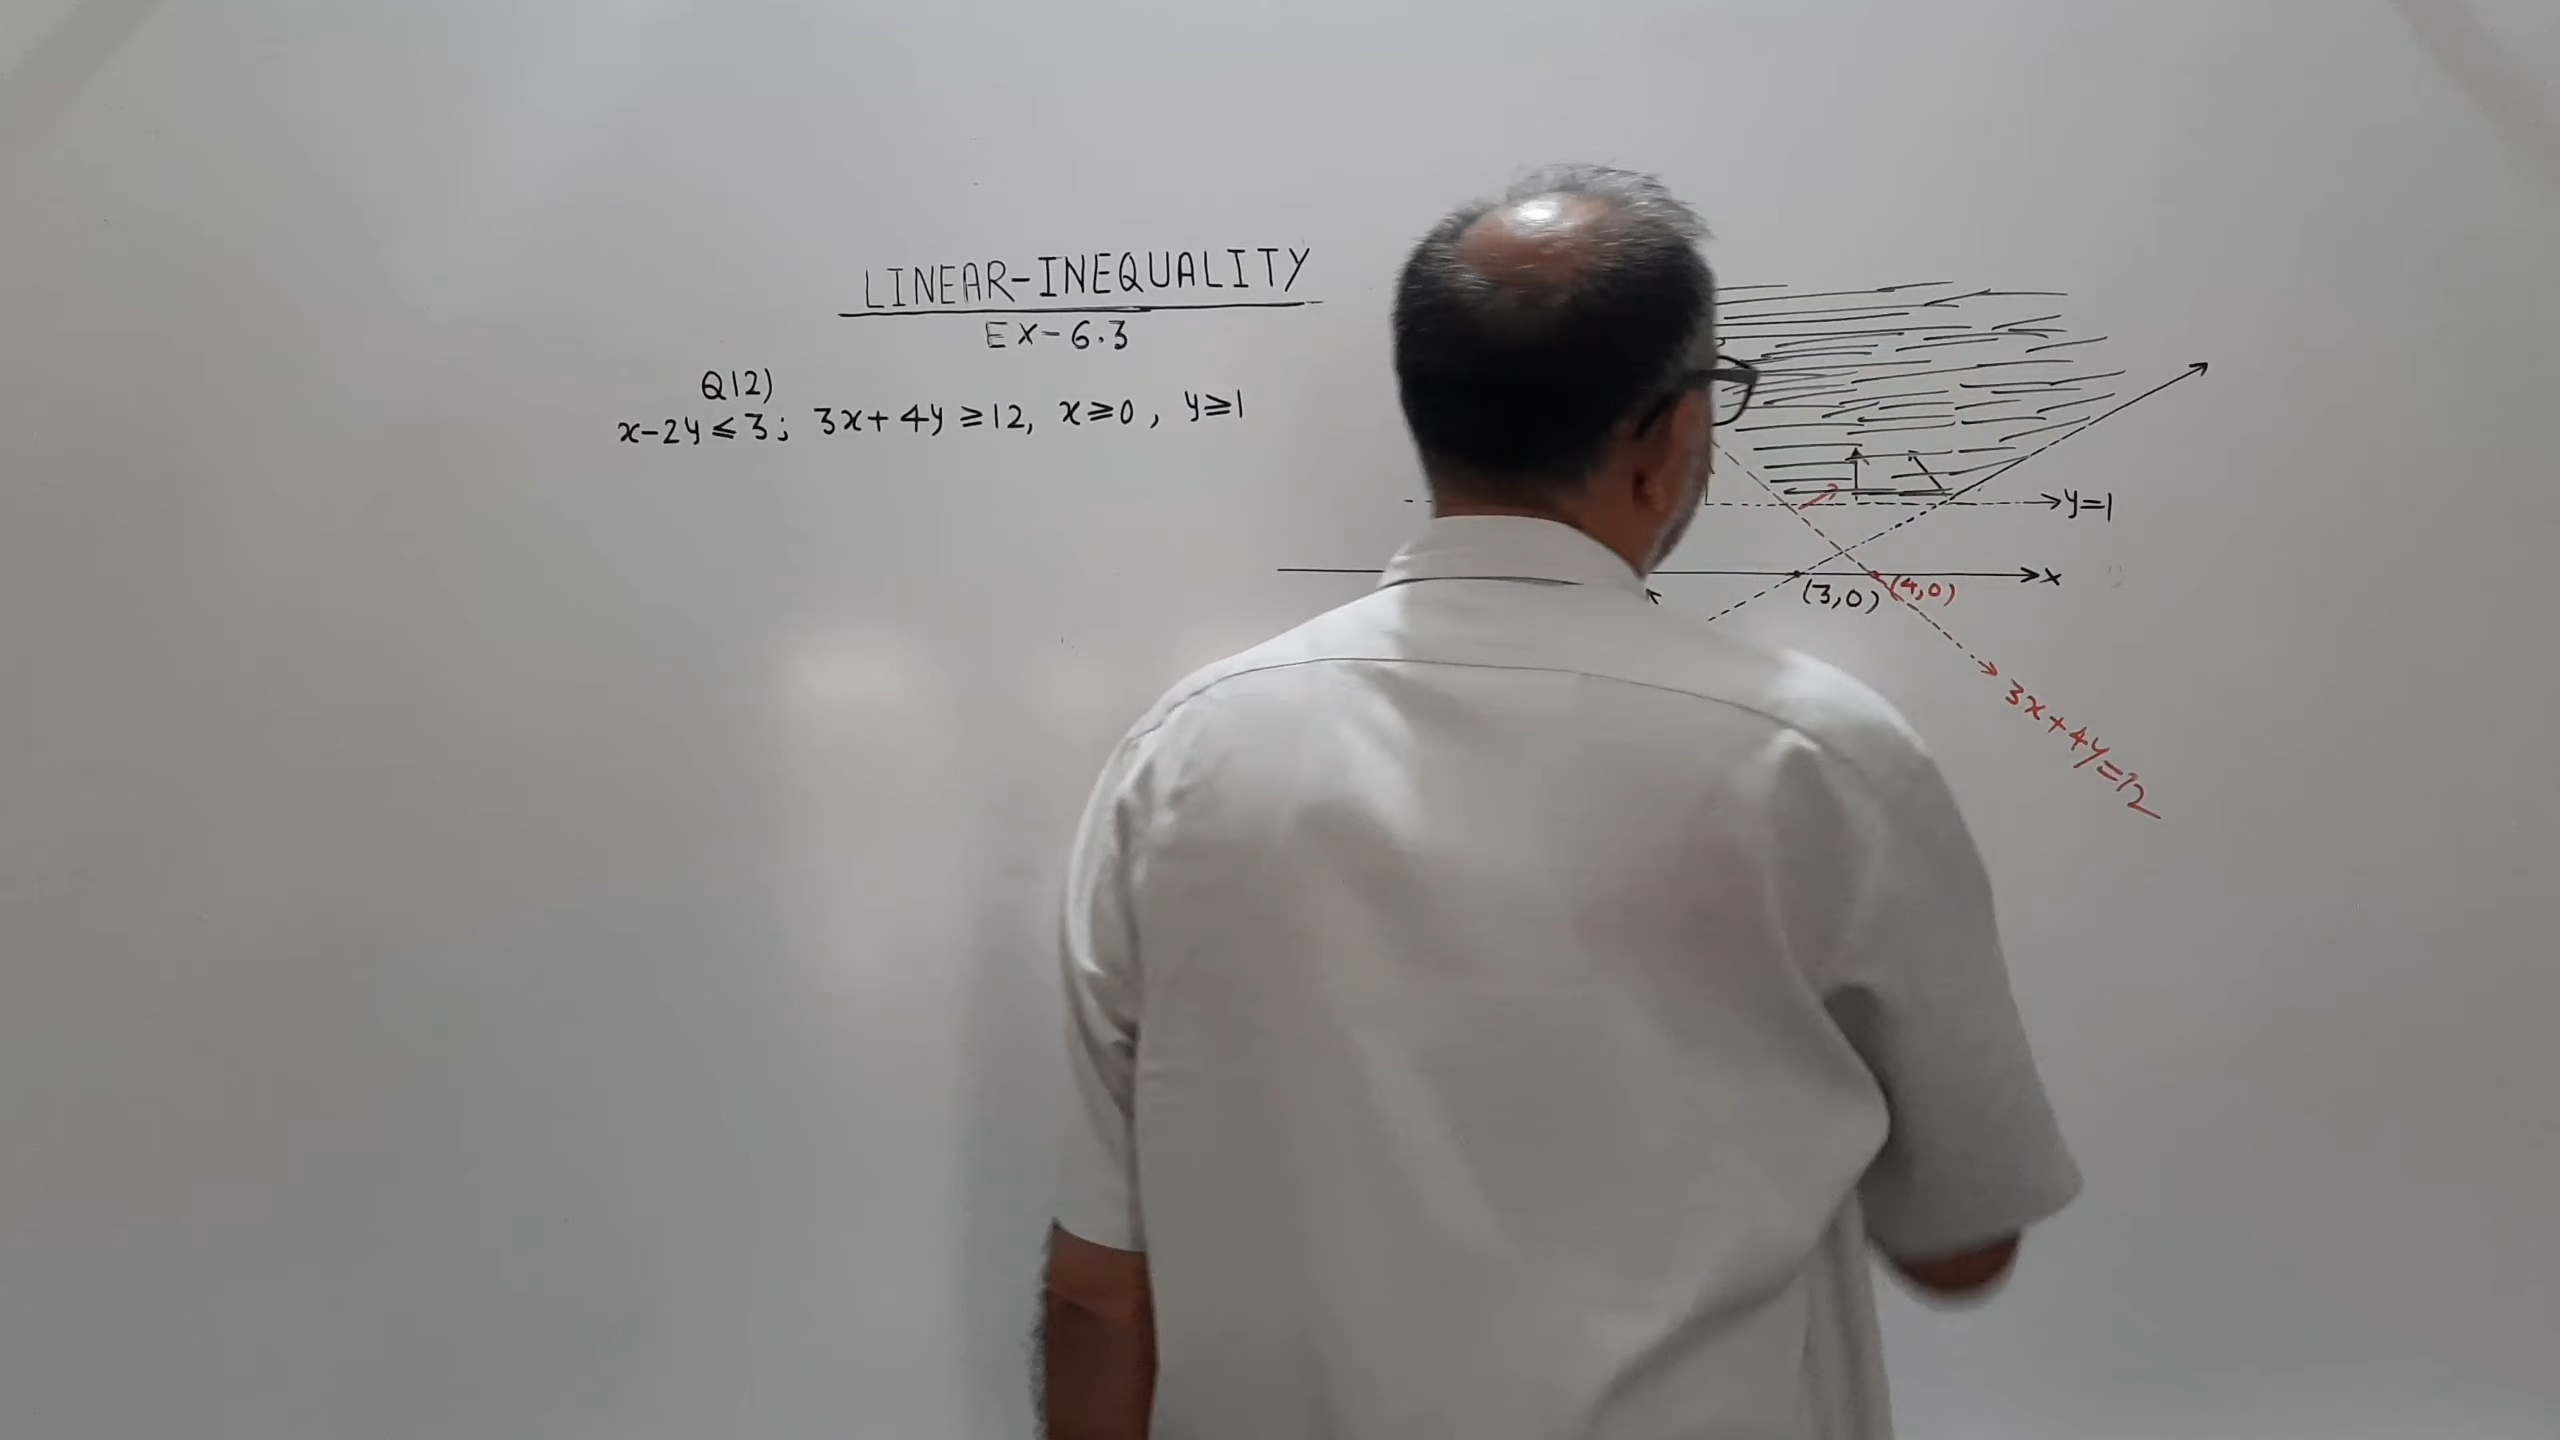 LINEAR-INEQUALITY
EX-6.3
Q12)
x-2y≤3; 3x+4y≥12, x≥0, y≥1
y=1
x
(3,0) (4,0)
3x+4y=12